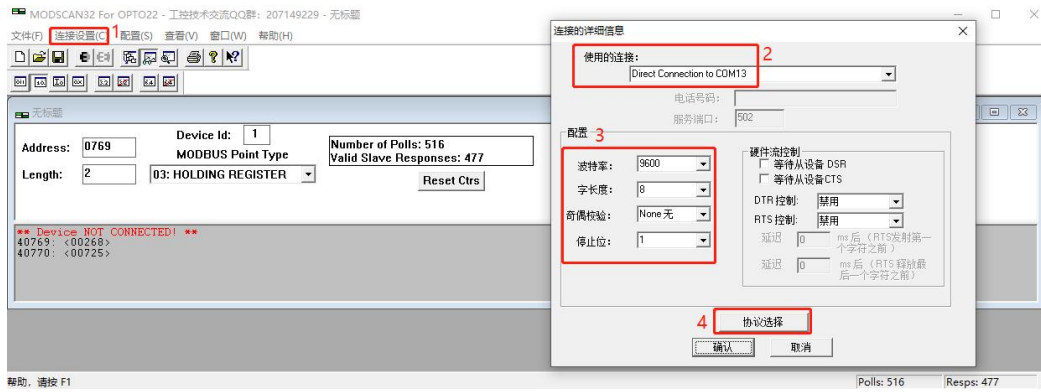 MODSCAN32 For OPTO22 - 工控技术交流QQ群：207149229 - 无标题
文件(F) 连接设置(C) 1 配置(S) 查看(V) 窗口(W) 帮助(H)
无标题
Address: 0769
Device Id: 1
MODBUS Point Type
Length: 2
03: HOLDING REGISTER
Number of Polls: 516
Valid Slave Responses: 477
Reset Ctrs
** Device NOT CONNECTED! **
40769: <00268>
40770: <00725>
连接的详细信息
使用的连接: 2
Direct Connection to COM13
电话号码:
服务端口: 502
配置 3
波特率: 9600
字长度: 8
奇偶校验: None 无
停止位: 1
硬件流控制
等待从设备 DSR
等待从设备CTS
DTR 控制: 禁用
RTS 控制: 禁用
延迟 0 ms 后（RTS发射第一
个字符之前）
延迟 0 ms 后（RTS 释放最
后一个字符之前）
4 协议选择
确认 取消
帮助, 请按 F1
Polls: 516 Resps: 477